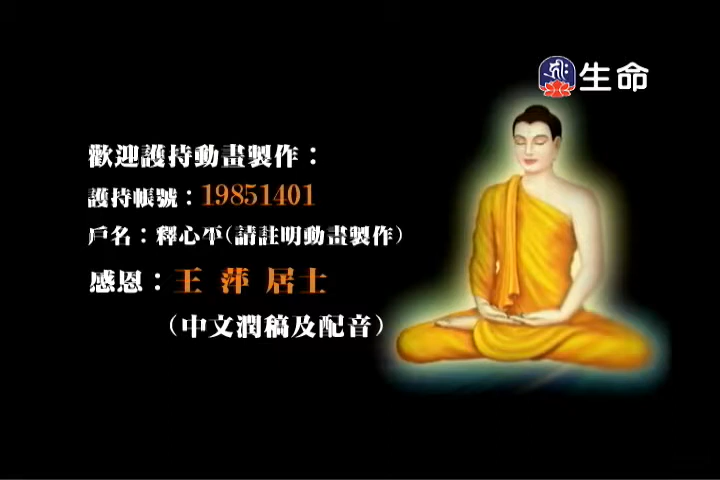 生命
歡迎護持動畫製作：
護持帳號：19851401
戶名：釋心平(請註明動畫製作)
感恩：王 萍 居士
(中文潤稿及配音)